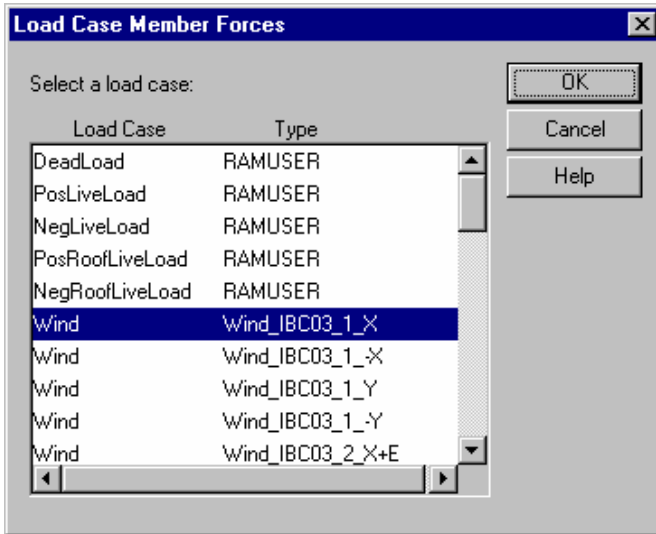 Load Case Member Forces
Select a load case:
OK
Load Case Type
Cancel
DeadLoad RAMUSER
Help
PosLiveLoad RAMUSER
NegLiveLoad RAMUSER
PosRoofLiveLoad RAMUSER
NegRoofLiveLoad RAMUSER
Wind Wind_IBC03_1_X
Wind Wind_IBC03_1_-X
Wind Wind_IBC03_1_Y
Wind Wind_IBC03_1_-Y
Wind Wind_IBC03_2_X+E